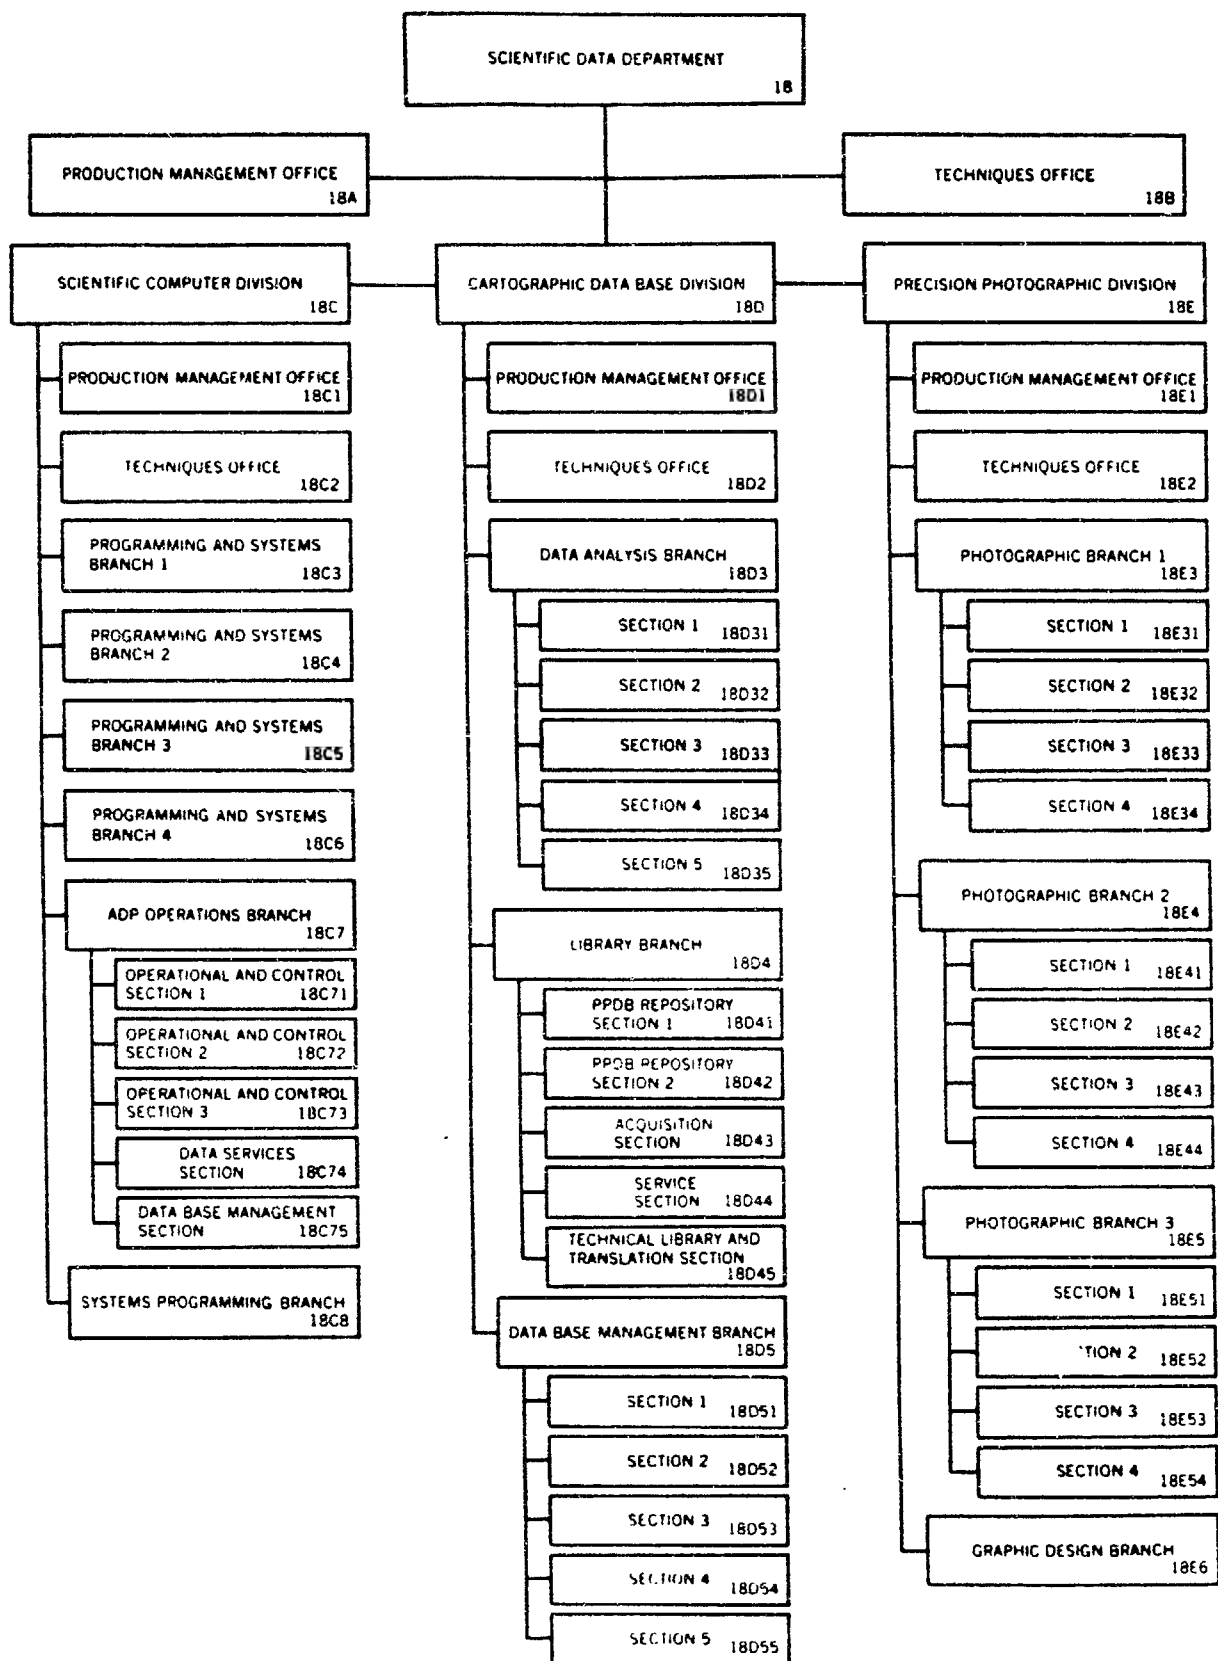 SCIENTIFIC DATA DEPARTMENT
18
PRODUCTION MANAGEMENT OFFICE
18A
TECHNIQUES OFFICE
18B
SCIENTIFIC COMPUTER DIVISION
18C
PRODUCTION MANAGEMENT OFFICE
18C1
TECHNIQUES OFFICE
18C2
PROGRAMMING AND SYSTEMS
BRANCH 1
18C3
PROGRAMMING AND SYSTEMS
BRANCH 2
18C4
PROGRAMMING AND SYSTEMS
BRANCH 3
18C5
PROGRAMMING AND SYSTEMS
BRANCH 4
18C6
ADP OPERATIONS BRANCH
18C7
OPERATIONAL AND CONTROL
SECTION 1 18C71
OPERATIONAL AND CONTROL
SECTION 2 18C72
OPERATIONAL AND CONTROL
SECTION 3 18C73
DATA SERVICES
SECTION 18C74
DATA BASE MANAGEMENT
SECTION 18C75
SYSTEMS PROGRAMMING BRANCH
18C8
CARTOGRAPHIC DATA BASE DIVISION
18D
PRODUCTION MANAGEMENT OFFICE
18D1
TECHNIQUES OFFICE
18D2
DATA ANALYSIS BRANCH
18D3
SECTION 1 18D31
SECTION 2 18D32
SECTION 3 18D33
SECTION 4 18D34
SECTION 5 18D35
LIBRARY BRANCH
18D4
PPDB REPOSITORY
SECTION 1 18D41
PPDB REPOSITORY
SECTION 2 18D42
ACQUISITION
SECTION 18D43
SERVICE
SECTION 18D44
TECHNICAL LIBRARY AND
TRANSLATION SECTION
18D45
DATA BASE MANAGEMENT BRANCH
18D5
SECTION 1 18D51
SECTION 2 18D52
SECTION 3 18D53
SECTION 4 18D54
SECTION 5 18D55
PRECISION PHOTOGRAPHIC DIVISION
18E
PRODUCTION MANAGEMENT OFFICE
18E1
TECHNIQUES OFFICE
18E2
PHOTOGRAPHIC BRANCH 1
18E3
SECTION 1 18E31
SECTION 2 18E32
SECTION 3 18E33
SECTION 4 18E34
PHOTOGRAPHIC BRANCH 2
18E4
SECTION 1 18E41
SECTION 2 18E42
SECTION 3 18E43
SECTION 4 18E44
PHOTOGRAPHIC BRANCH 3
18E5
SECTION 1 18E51
TION 2 18E52
SECTION 3 18E53
SECTION 4 18E54
GRAPHIC DESIGN BRANCH
18E6